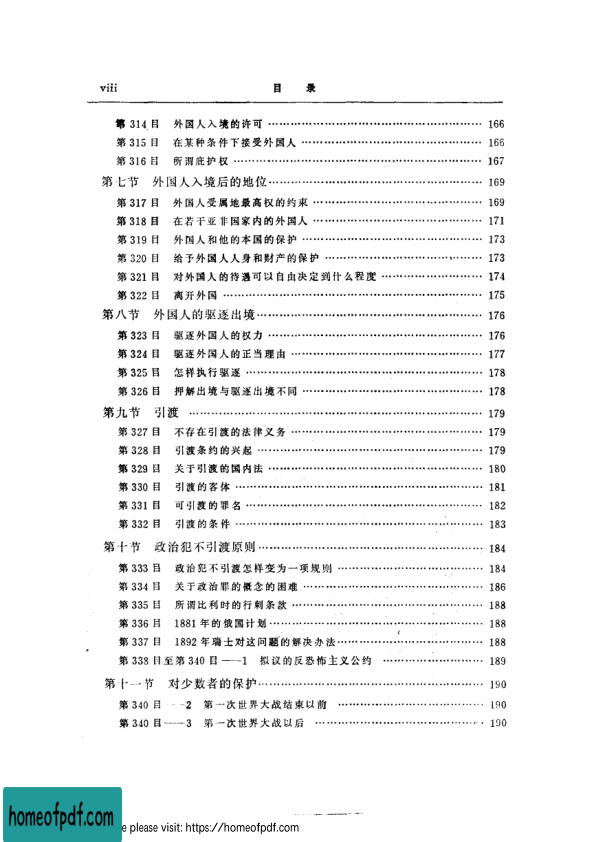 viii 目 录
第 314 目 外国人入境的许可 …… 166
第 315 目 在某种条件下接受外国人 …… 166
第 316 目 所谓庇护权 …… 167
第七节 外国人入境后的地位 …… 169
第 317 目 外国人受属地最高权的约束 …… 169
第 318 目 在若干亚非国家内的外国人 …… 171
第 319 目 外国人和他的本国的保护 …… 173
第 320 目 给予外国人人身和财产的保护 …… 173
第 321 目 对外国人的待遇可以自由决定到什么程度 …… 174
第 322 目 离开外国 …… 175
第八节 外国人的驱逐出境 …… 176
第 323 目 驱逐外国人的权力 …… 176
第 324 目 驱逐外国人的正当理由 …… 177
第 325 目 怎样执行驱逐 …… 178
第 326 目 押解出境与驱逐出境不同 …… 178
第九节 引渡 …… 179
第 327 目 不存在引渡的法律义务 …… 179
第 328 目 引渡条约的兴起 …… 179
第 329 目 关于引渡的国内法 …… 180
第 330 目 引渡的客体 …… 181
第 331 目 可引渡的罪名 …… 182
第 332 目 引渡的条件 …… 183
第十节 政治犯不引渡原则 …… 184
第 333 目 政治犯不引渡怎样变为一项规则 …… 184
第 334 目 关于政治罪的概念的困难 …… 186
第 335 目 所谓比利时的行刺条款 …… 188
第 336 目 1881 年的俄国计划 …… 188
第 337 目 1892 年瑞士对这问题的解决办法 …… 188
第 338 目至第 340 目——1 拟议的反恐怖主义公约 …… 189
第十一节 对少数者的保护 …… 190
第 340 目——2 第一次世界大战结束以前 …… 190
第 340 目——3 第一次世界大战以后 …… 190
homeofpdf.com
e please visit: https://homeofpdf.com